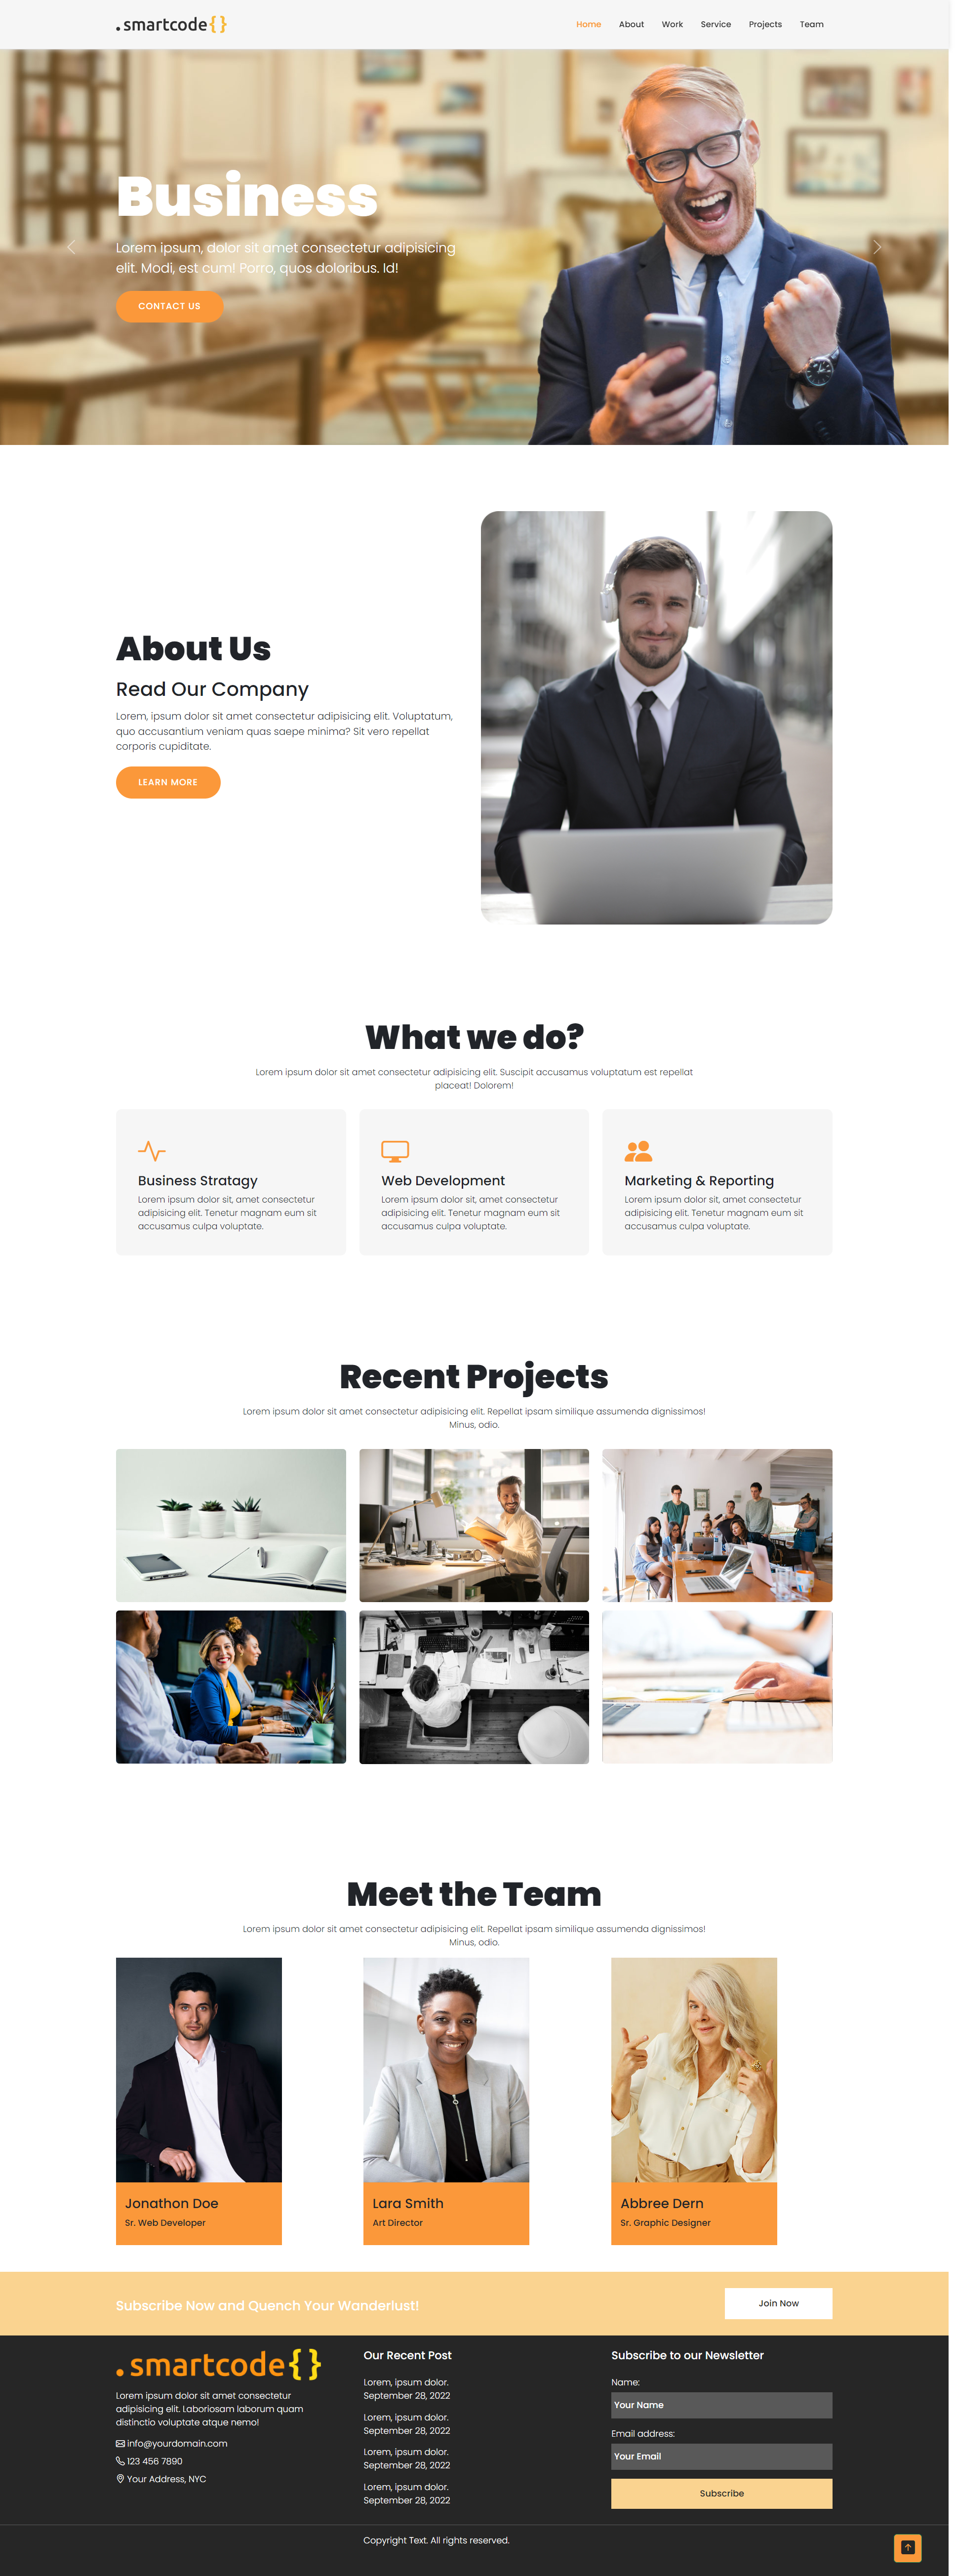 .smartcode{}
Home About Work Service Projects Team
Business
Lorem ipsum, dolor sit amet consectetur adipisicing
elit. Modi, est cum! Porro, quos doloribus. Id!
CONTACT US
About Us
Read Our Company
Lorem, ipsum dolor sit amet consectetur adipisicing elit. Voluptatum,
quo accusantium veniam quas saepe minima? Sit vero repellat
corporis cupiditate.
LEARN MORE
What we do?
Lorem ipsum dolor sit amet consectetur adipisicing elit. Suscipit accusamus voluptatum est repellat
placeat! Dolorem!
Business Stratagy
Lorem ipsum dolor sit, amet consectetur
adipisicing elit. Tenetur magnam eum sit
accusamus culpa voluptate.
Web Development
Lorem ipsum dolor sit, amet consectetur
adipisicing elit. Tenetur magnam eum sit
accusamus culpa voluptate.
Marketing & Reporting
Lorem ipsum dolor sit, amet consectetur
adipisicing elit. Tenetur magnam eum sit
accusamus culpa voluptate.
Recent Projects
Lorem ipsum dolor sit amet consectetur adipisicing elit. Repellat ipsam similique assumenda dignissimos!
Minus, odio.
Meet the Team
Lorem ipsum dolor sit amet consectetur adipisicing elit. Repellat ipsam similique assumenda dignissimos!
Minus, odio.
Jonathon Doe
Sr. Web Developer
Lara Smith
Art Director
Abbree Dern
Sr. Graphic Designer
Subscribe Now and Quench Your Wanderlust!
Join Now
.smartcode{}
Lorem ipsum dolor sit amet consectetur
adipisicing elit. Laboriosam laborum quam
distinctio voluptate atque nemo!
info@yourdomain.com
123 456 7890
Your Address, NYC
Our Recent Post
Lorem, ipsum dolor.
September 28, 2022
Lorem, ipsum dolor.
September 28, 2022
Lorem, ipsum dolor.
September 28, 2022
Lorem, ipsum dolor.
September 28, 2022
Subscribe to our Newsletter
Name:
Your Name
Email address:
Your Email
Subscribe
Copyright Text. All rights reserved.